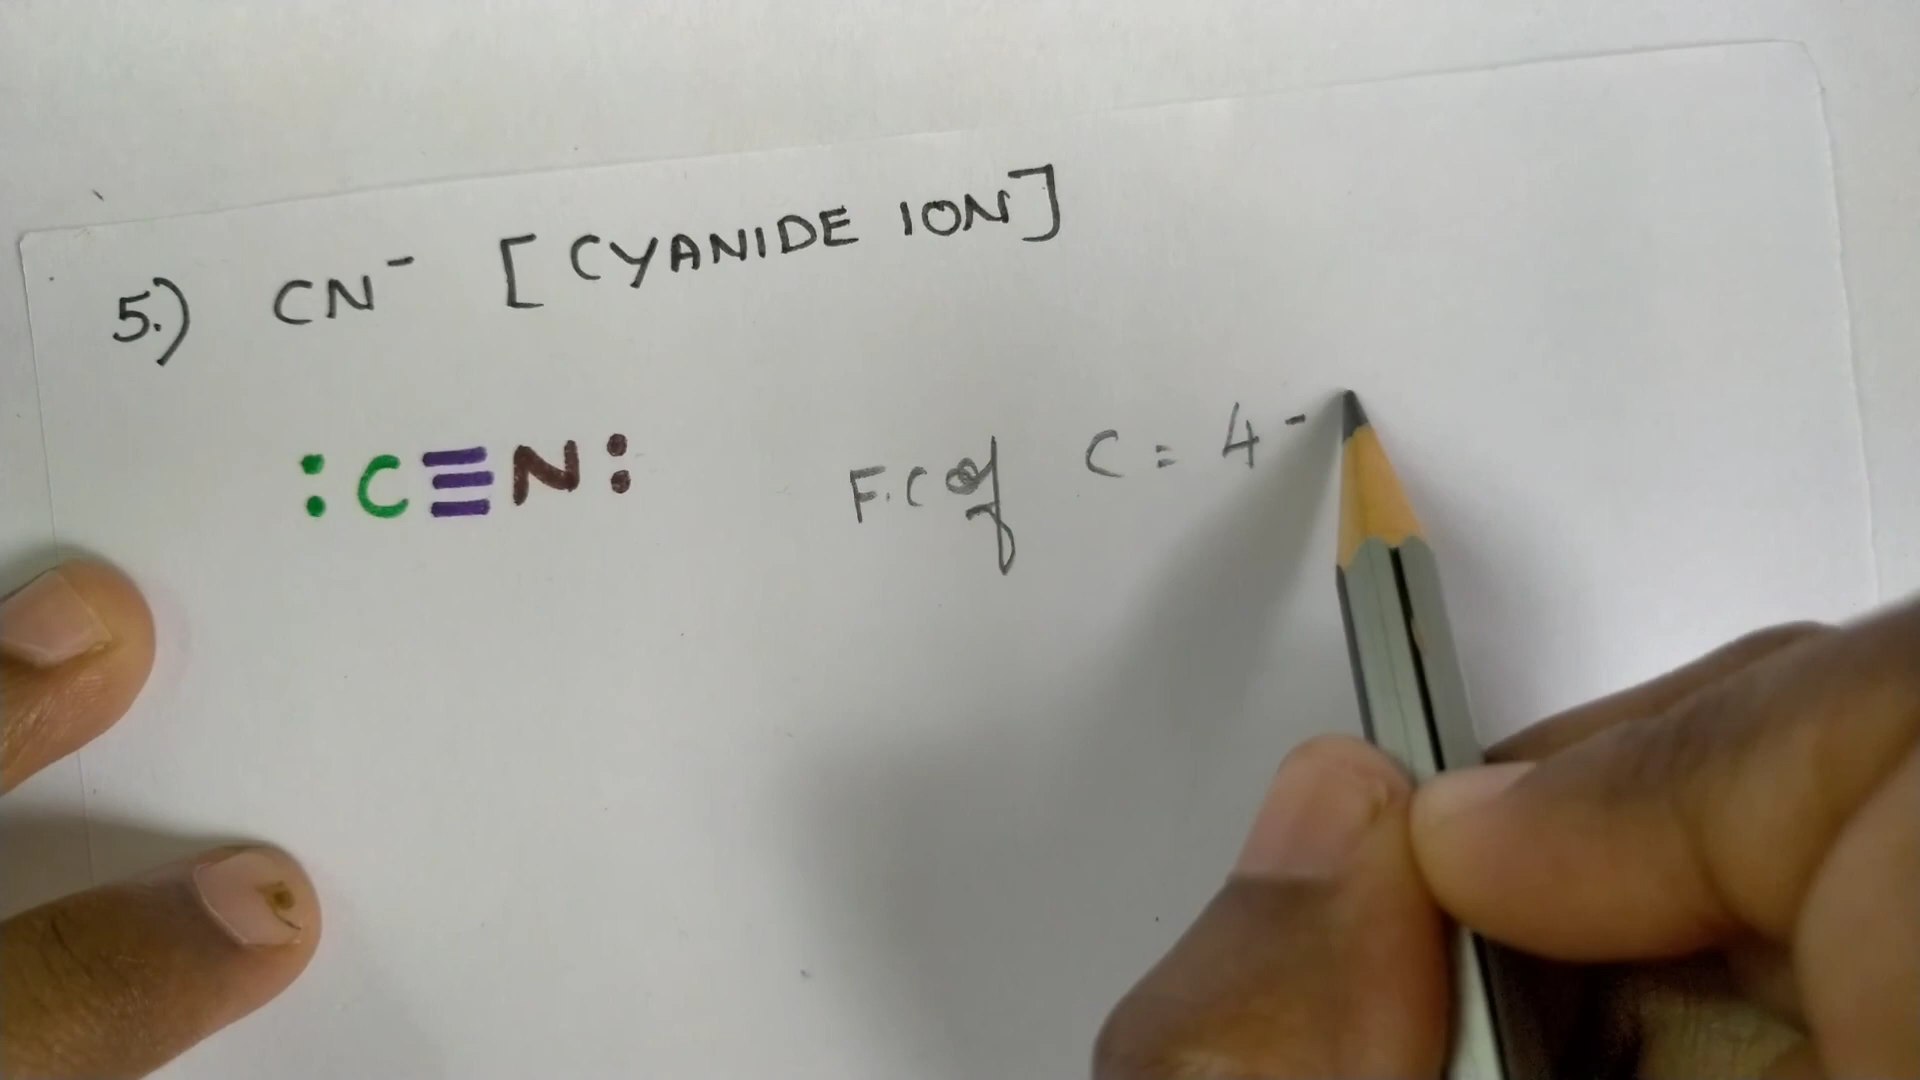 5.) CN⁻ [CYANIDE ION]
:C≡N:
F.C of C = 4 -